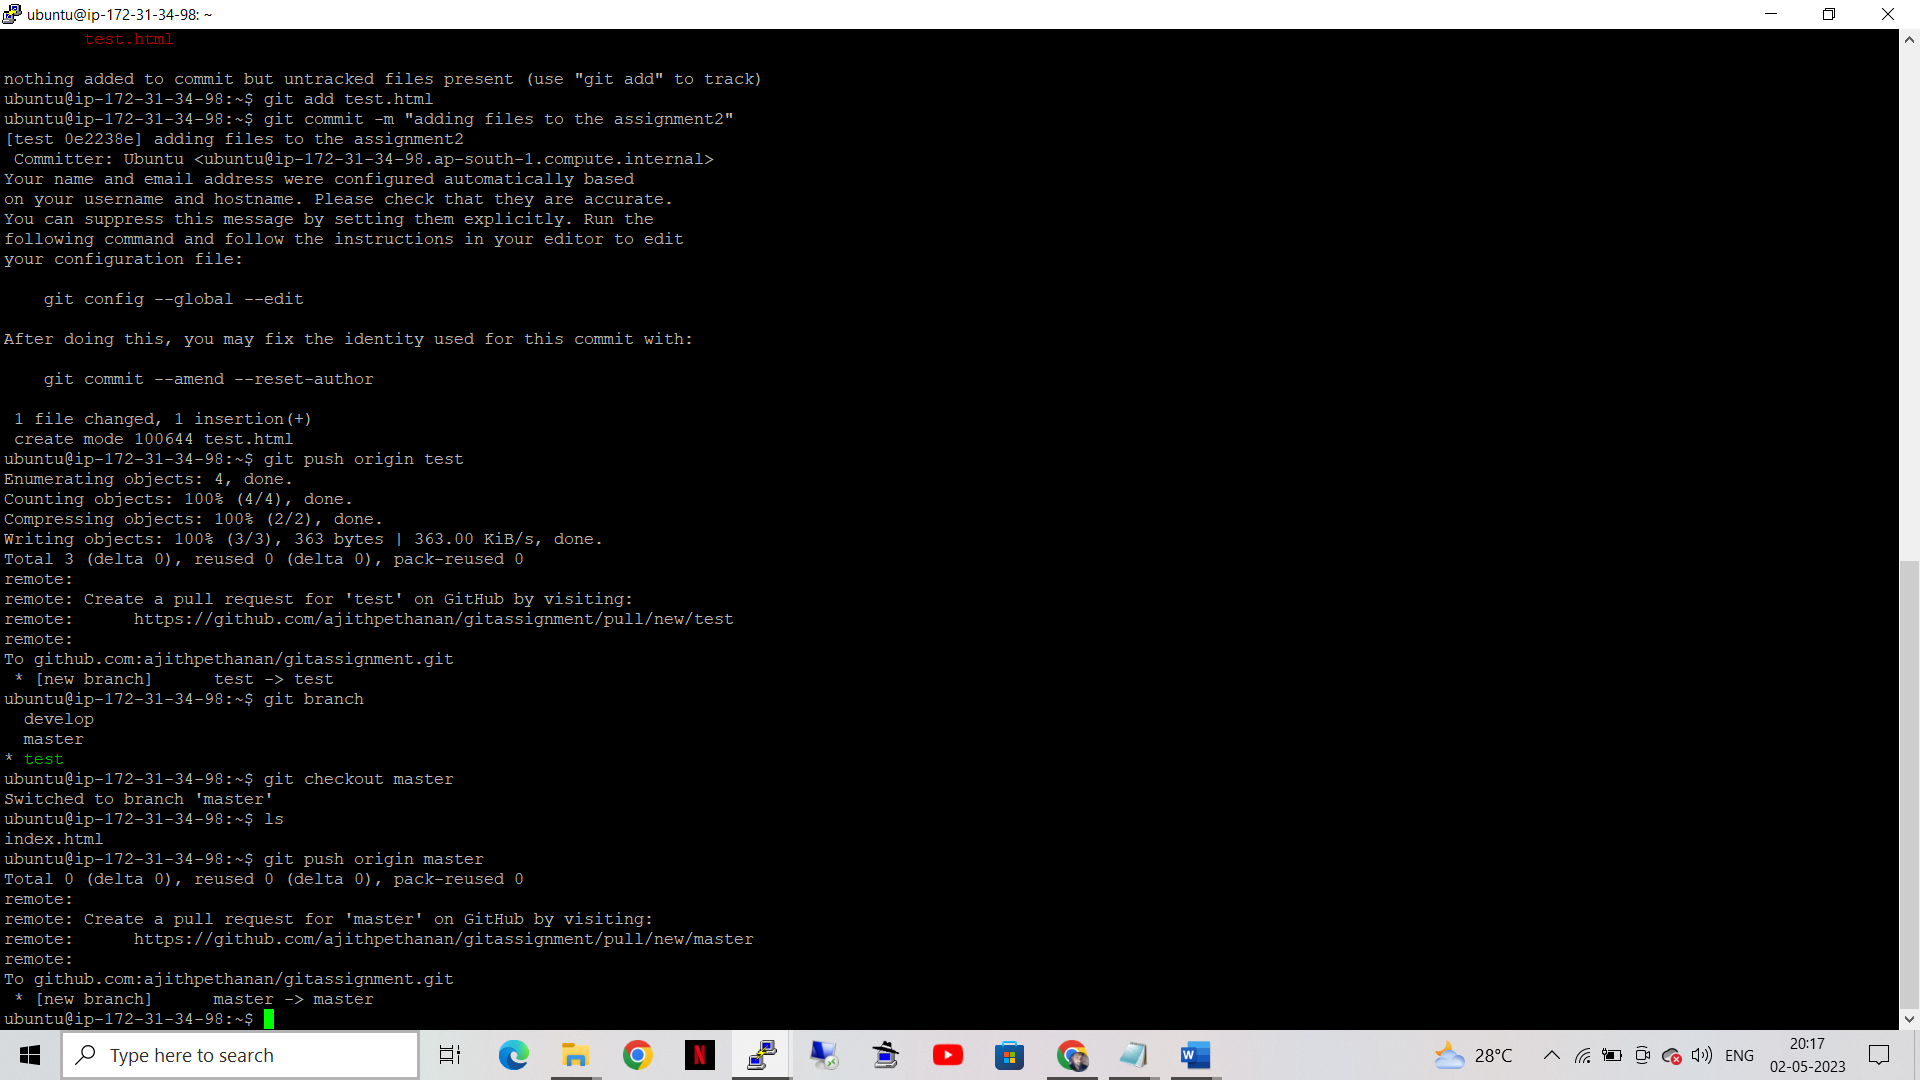 ubuntu@ip-172-31-34-98: ~
        test.html
nothing added to commit but untracked files present (use "git add" to track)
ubuntu@ip-172-31-34-98:~$ git add test.html
ubuntu@ip-172-31-34-98:~$ git commit -m "adding files to the assignment2"
[test 0e2238e] adding files to the assignment2
 Committer: Ubuntu <ubuntu@ip-172-31-34-98.ap-south-1.compute.internal>
Your name and email address were configured automatically based
on your username and hostname. Please check that they are accurate.
You can suppress this message by setting them explicitly. Run the
following command and follow the instructions in your editor to edit
your configuration file:
    git config --global --edit
After doing this, you may fix the identity used for this commit with:
    git commit --amend --reset-author
 1 file changed, 1 insertion(+)
 create mode 100644 test.html
ubuntu@ip-172-31-34-98:~$ git push origin test
Enumerating objects: 4, done.
Counting objects: 100% (4/4), done.
Compressing objects: 100% (2/2), done.
Writing objects: 100% (3/3), 363 bytes | 363.00 KiB/s, done.
Total 3 (delta 0), reused 0 (delta 0), pack-reused 0
remote:
remote: Create a pull request for 'test' on GitHub by visiting:
remote:      https://github.com/ajithpethanan/gitassignment/pull/new/test
remote:
To github.com:ajithpethanan/gitassignment.git
 * [new branch]      test -> test
ubuntu@ip-172-31-34-98:~$ git branch
  develop
  master
* test
ubuntu@ip-172-31-34-98:~$ git checkout master
Switched to branch 'master'
ubuntu@ip-172-31-34-98:~$ ls
index.html
ubuntu@ip-172-31-34-98:~$ git push origin master
Total 0 (delta 0), reused 0 (delta 0), pack-reused 0
remote:
remote: Create a pull request for 'master' on GitHub by visiting:
remote:      https://github.com/ajithpethanan/gitassignment/pull/new/master
remote:
To github.com:ajithpethanan/gitassignment.git
 * [new branch]      master -> master
ubuntu@ip-172-31-34-98:~$
Type here to search
N
W
28°C
ENG
20:17
02-05-2023